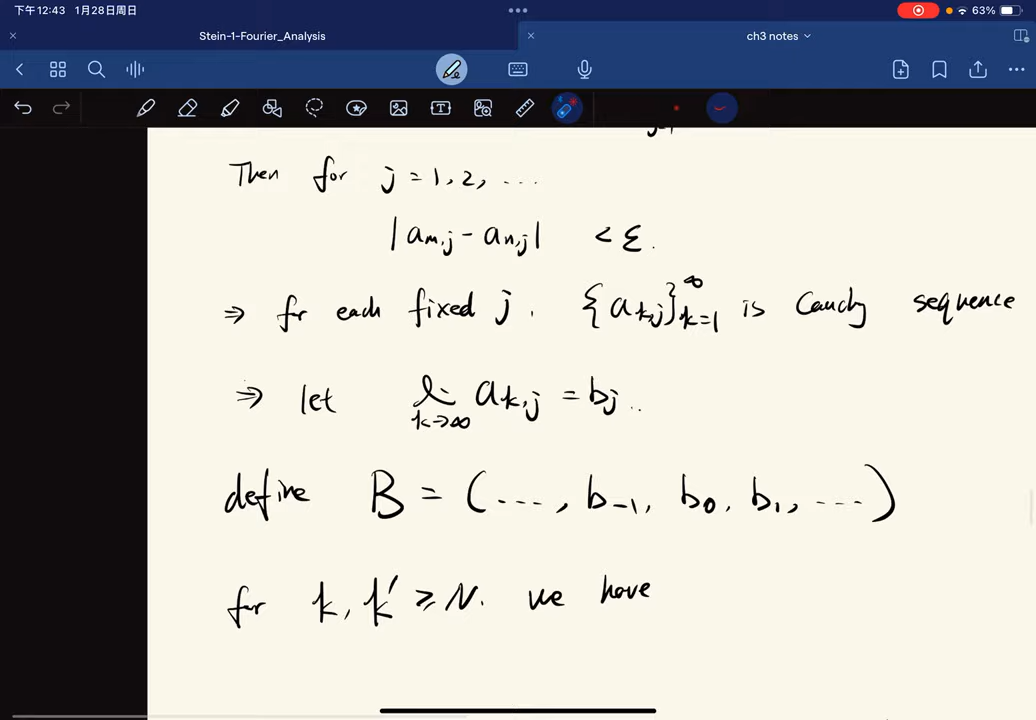 下午12:43 1月28日周日
63%
Stein-1-Fourier_Analysis
ch3 notes
Then for j = 1, 2, ...
|a_{m,j} - a_{n,j}| < ε.
⇒ for each fixed j. {a_{k,j}}_{k=1}^∞ is Cauchy sequence
⇒ let lim_{k→∞} a_{k,j} = b_j ..
define B = (..., b_{-1}, b_0, b_1, ...)
for k, k' ≥ N. we have